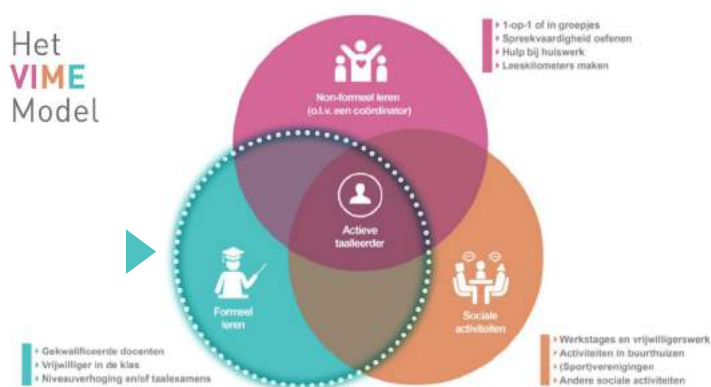 Het
VIME
Model
1-op-1 of in groepjes
Spreekvaardigheid oefenen
Hulp bij huiswerk
Leeskilometers maken
Non-formeel leren
(o.l.v. een coördinator)
Actieve
taalleerder
Formeel
leren
Sociale
activiteiten
Gekwalificeerde docenten
Vrijwilliger in de klas
Niveauverhoging en/of taalexamens
Werkstages en vrijwilligerswerk
Activiteiten in buurthuizen
(Sport)verenigingen
Andere sociale activiteiten